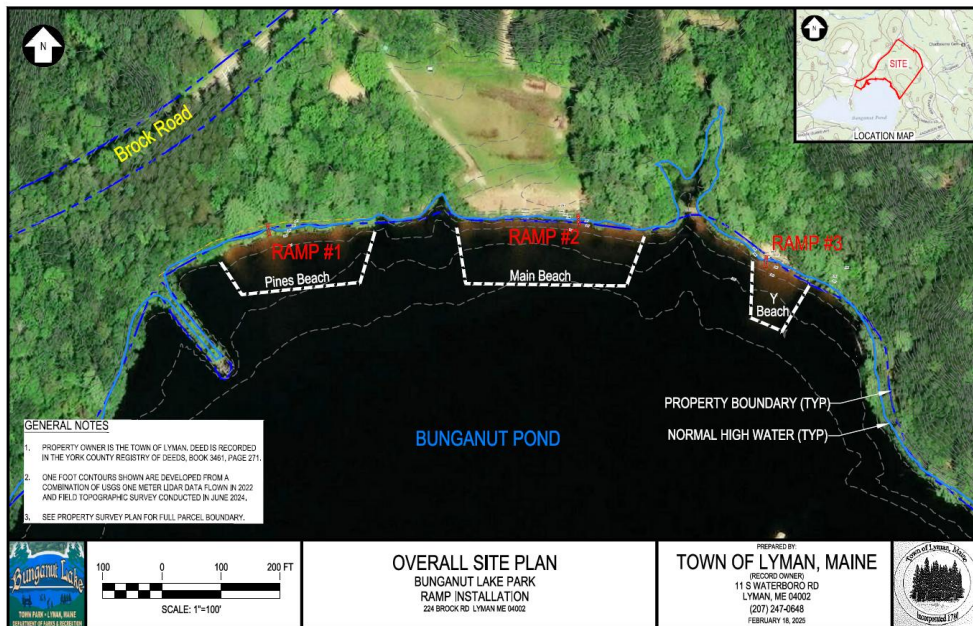 N
Brock Road
N
SITE
Bunganut Pond
LOCATION MAP
RAMP #1
RAMP #2
RAMP #3
Pines Beach
Main Beach
Y
Beach
PROPERTY BOUNDARY (TYP)
NORMAL HIGH WATER (TYP)
BUNGANUT POND
GENERAL NOTES
1. PROPERTY OWNER IS THE TOWN OF LYMAN. DEED IS RECORDED
IN THE YORK COUNTY REGISTRY OF DEEDS, BOOK 3461, PAGE 271.
2. ONE FOOT CONTOURS SHOWN ARE DEVELOPED FROM A
COMBINATION OF USGS ONE METER LIDAR DATA FLOWN IN 2022
AND FIELD TOPOGRAPHIC SURVEY CONDUCTED IN JUNE 2024.
3. SEE PROPERTY SURVEY PLAN FOR FULL PARCEL BOUNDARY.
Bunganut Lake
TOWN PARK - LYMAN, MAINE
DEPARTMENT OF PARKS & RECREATION
100 0 100 200 FT
SCALE: 1"=100'
OVERALL SITE PLAN
BUNGANUT LAKE PARK
RAMP INSTALLATION
224 BROCK RD LYMAN ME 04002
PREPARED BY:
TOWN OF LYMAN, MAINE
(RECORD OWNER)
11 S WATERBORO RD
LYMAN, ME 04002
(207) 247-0648
FEBRUARY 18, 2025
Town of Lyman, Maine